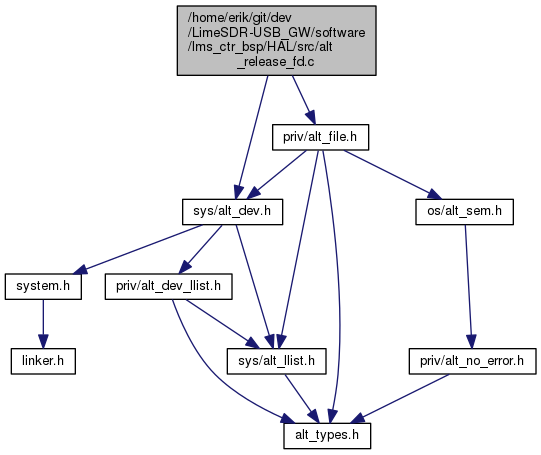 /home/erik/git/dev
/LimeSDR-USB_GW/software
/lms_ctr_bsp/HAL/src/alt
_release_fd.c
priv/alt_file.h
sys/alt_dev.h
os/alt_sem.h
system.h
priv/alt_dev_llist.h
linker.h
sys/alt_llist.h
priv/alt_no_error.h
alt_types.h